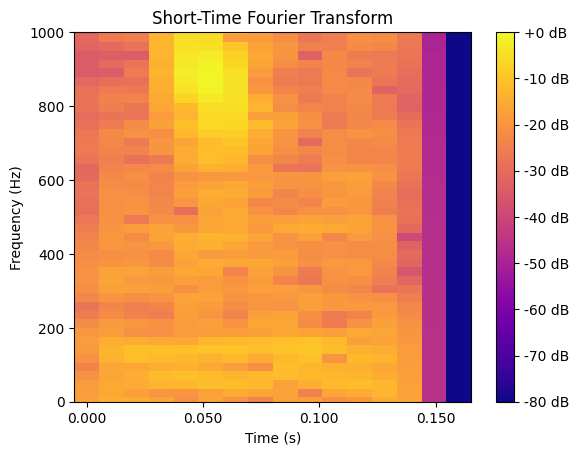 Short-Time Fourier Transform
1000
800
600
400
200
0
Frequency (Hz)
0.000
0.050
0.100
0.150
Time (s)
+0 dB
-10 dB
-20 dB
-30 dB
-40 dB
-50 dB
-60 dB
-70 dB
-80 dB